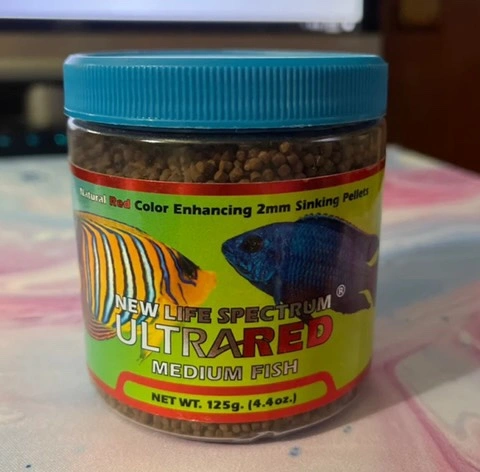 Natural Red Color Enhancing 2mm Sinking Pellets
NEW LIFE SPECTRUM®
ULTRARED
MEDIUM FISH
NET WT. 125g. (4.4oz.)